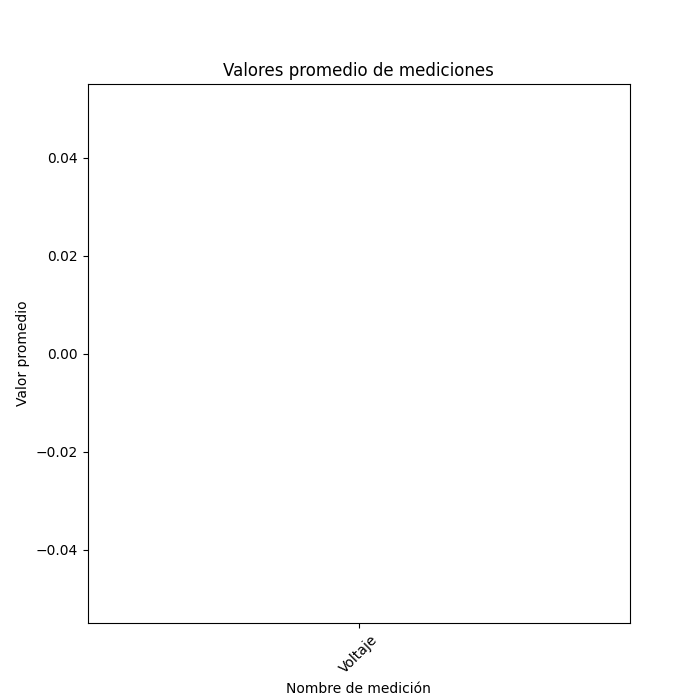 Valores promedio de mediciones
0.04
0.02
0.00
−0.02
−0.04
Valor promedio
Voltaje
Nombre de medición